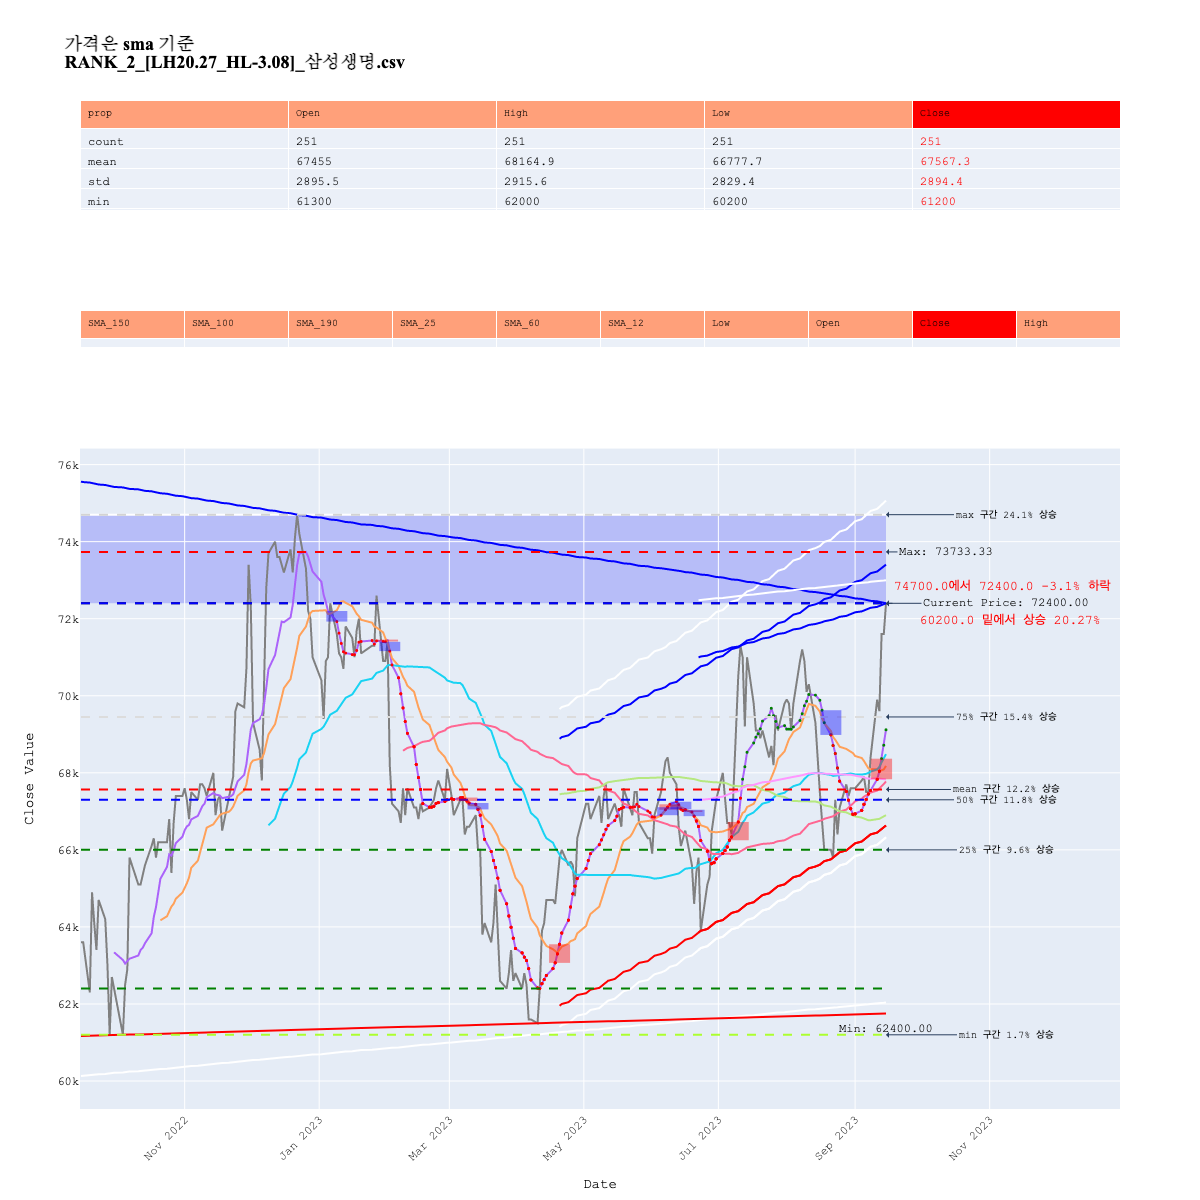 가격은 sma 기준
RANK_2_[LH20.27_HL-3.08]_삼성생명.csv
prop Open High Low Close
count 251 251 251 251
mean 67455 68164.9 66777.7 67567.3
std 2895.5 2915.6 2829.4 2894.4
min 61300 62000 60200 61200
SMA_150 SMA_100 SMA_190 SMA_25 SMA_60 SMA_12 Low Open Close High
76k
max 구간 24.1% 상승
74k
Max: 73733.33
74700.0에서 72400.0 -3.1% 하락
Current Price: 72400.00
72k
60200.0 밑에서 상승 20.27%
70k
75% 구간 15.4% 상승
68k
mean 구간 12.2% 상승
50% 구간 11.8% 상승
66k
25% 구간 9.6% 상승
64k
62k
Min: 62400.00
min 구간 1.7% 상승
60k
Close Value
Nov 2022 Jan 2023 Mar 2023 May 2023 Jul 2023 Sep 2023 Nov 2023
Date